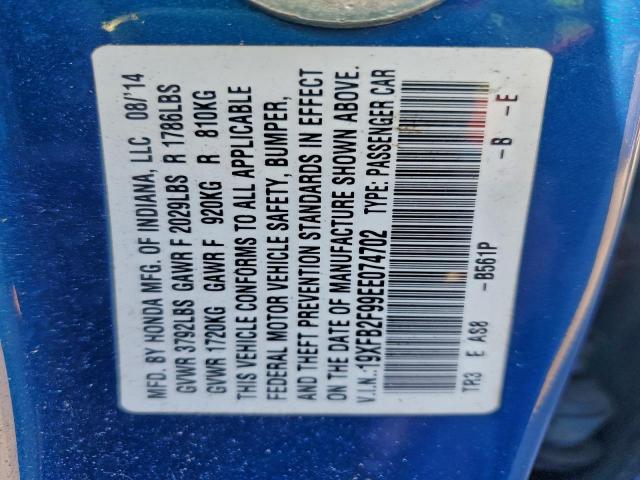 MFD. BY HONDA MFG. OF INDIANA, LLC 08/'14
GVWR 3792LBS GAWR F 2029LBS R 1786LBS
GVWR 1720KG GAWR F 920KG R 810KG
THIS VEHICLE CONFORMS TO ALL APPLICABLE
FEDERAL MOTOR VEHICLE SAFETY, BUMPER,
AND THEFT PREVENTION STANDARDS IN EFFECT
ON THE DATE OF MANUFACTURE SHOWN ABOVE.
V.I.N.:19XFB2F99EE074702 TYPE: PASSENGER CAR
TR3 E AS8 -B561P -B -E